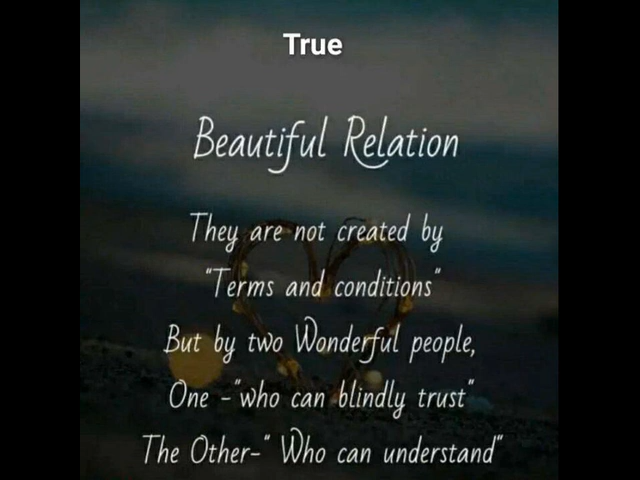 True
Beautiful Relation
They are not created by
"Terms and conditions"
But by two Wonderful people,
One -"who can blindly trust"
The Other-" Who can understand"